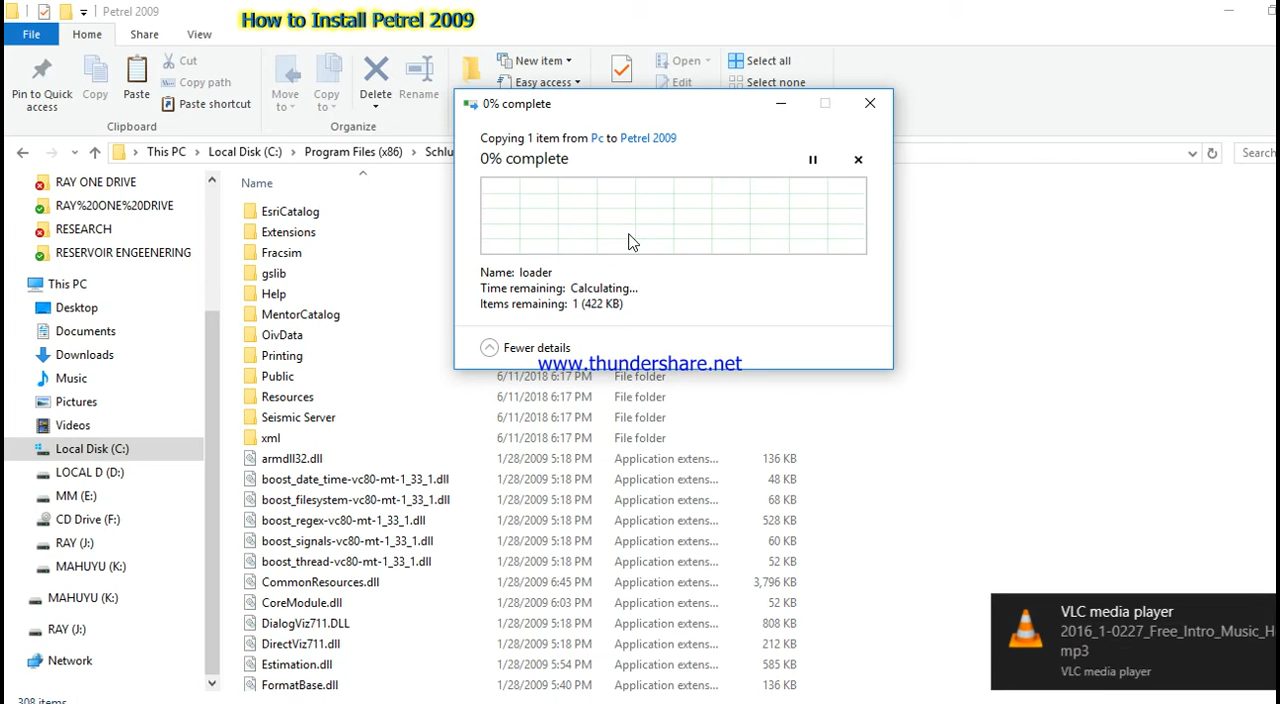 Petrel 2009
How to Install Petrel 2009
File Home Share View
Pin to Quick access
Copy
Paste
Cut
Copy path
Paste shortcut
Clipboard
Move to
Copy to
Delete
Rename
Organize
New item
Easy access
Open
Edit
Select all
Select none
This PC Local Disk (C:) Program Files (x86) Schlu
Search
RAY ONE DRIVE
RAY%20ONE%20DRIVE
RESEARCH
RESERVOIR ENGEENERING
This PC
Desktop
Documents
Downloads
Music
Pictures
Videos
Local Disk (C:)
LOCAL D (D:)
MM (E:)
CD Drive (F:)
RAY (J:)
MAHUYU (K:)
MAHUYU (K:)
RAY (J:)
Network
308 items
Name
EsriCatalog
Extensions
Fracsim
gslib
Help
MentorCatalog
OivData
Printing
Public 6/11/2018 6:17 PM File folder
Resources 6/11/2018 6:17 PM File folder
Seismic Server 6/11/2018 6:17 PM File folder
xml 6/11/2018 6:17 PM File folder
armdll32.dll 1/28/2009 5:18 PM Application extens... 136 KB
boost_date_time-vc80-mt-1_33_1.dll 1/28/2009 5:18 PM Application extens... 48 KB
boost_filesystem-vc80-mt-1_33_1.dll 1/28/2009 5:18 PM Application extens... 68 KB
boost_regex-vc80-mt-1_33_1.dll 1/28/2009 5:18 PM Application extens... 528 KB
boost_signals-vc80-mt-1_33_1.dll 1/28/2009 5:18 PM Application extens... 60 KB
boost_thread-vc80-mt-1_33_1.dll 1/28/2009 5:18 PM Application extens... 52 KB
CommonResources.dll 1/28/2009 6:45 PM Application extens... 3,796 KB
CoreModule.dll 1/28/2009 6:03 PM Application extens... 52 KB
DialogViz711.DLL 1/28/2009 5:18 PM Application extens... 808 KB
DirectViz711.dll 1/28/2009 5:18 PM Application extens... 212 KB
Estimation.dll 1/28/2009 5:54 PM Application extens... 585 KB
FormatBase.dll 1/28/2009 5:40 PM Application extens... 136 KB
0% complete
Copying 1 item from Pc to Petrel 2009
0% complete
Name: loader
Time remaining: Calculating...
Items remaining: 1 (422 KB)
Fewer details
www.thundershare.net
VLC media player
2016_1-0227_Free_Intro_Music_H
mp3
VLC media player